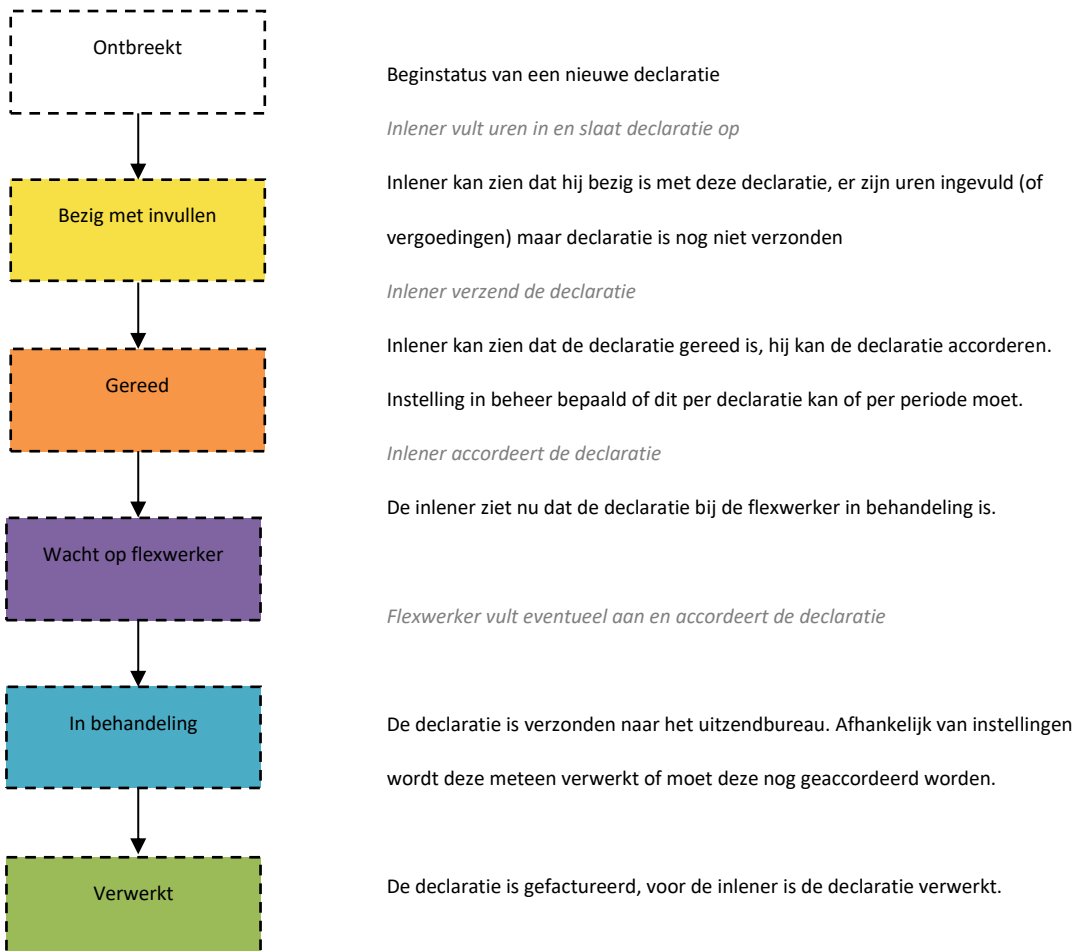 Ontbreekt
Beginstatus van een nieuwe declaratie
Inlener vult uren in en slaat declaratie op
Bezig met invullen
Inlener kan zien dat hij bezig is met deze declaratie, er zijn uren ingevuld (of
vergoedingen) maar declaratie is nog niet verzonden
Inlener verzend de declaratie
Gereed
Inlener kan zien dat de declaratie gereed is, hij kan de declaratie accorderen.
Instelling in beheer bepaald of dit per declaratie kan of per periode moet.
Inlener accordeert de declaratie
Wacht op flexwerker
De inlener ziet nu dat de declaratie bij de flexwerker in behandeling is.
Flexwerker vult eventueel aan en accordeert de declaratie
In behandeling
De declaratie is verzonden naar het uitzendbureau. Afhankelijk van instellingen
wordt deze meteen verwerkt of moet deze nog geaccordeerd worden.
Verwerkt
De declaratie is gefactureerd, voor de inlener is de declaratie verwerkt.